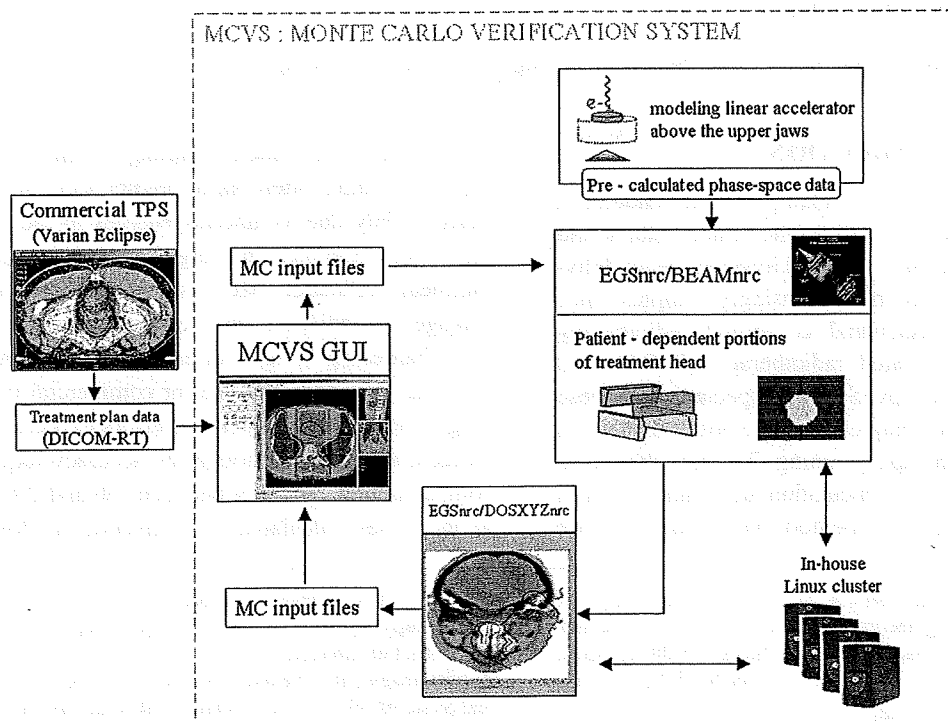 MCVS : MONTE CARLO VERIFICATION SYSTEM
e-
modeling linear accelerator
above the upper jaws
Pre - calculated phase-space data
Commercial TPS
(Varian Eclipse)
MC input files
EGSnrc/BEAMnrc
MCVS GUI
Patient - dependent portions
of treatment head
Treatment plan data
(DICOM-RT)
EGSnrc/DOSXYZnrc
In-house
Linux cluster
MC input files